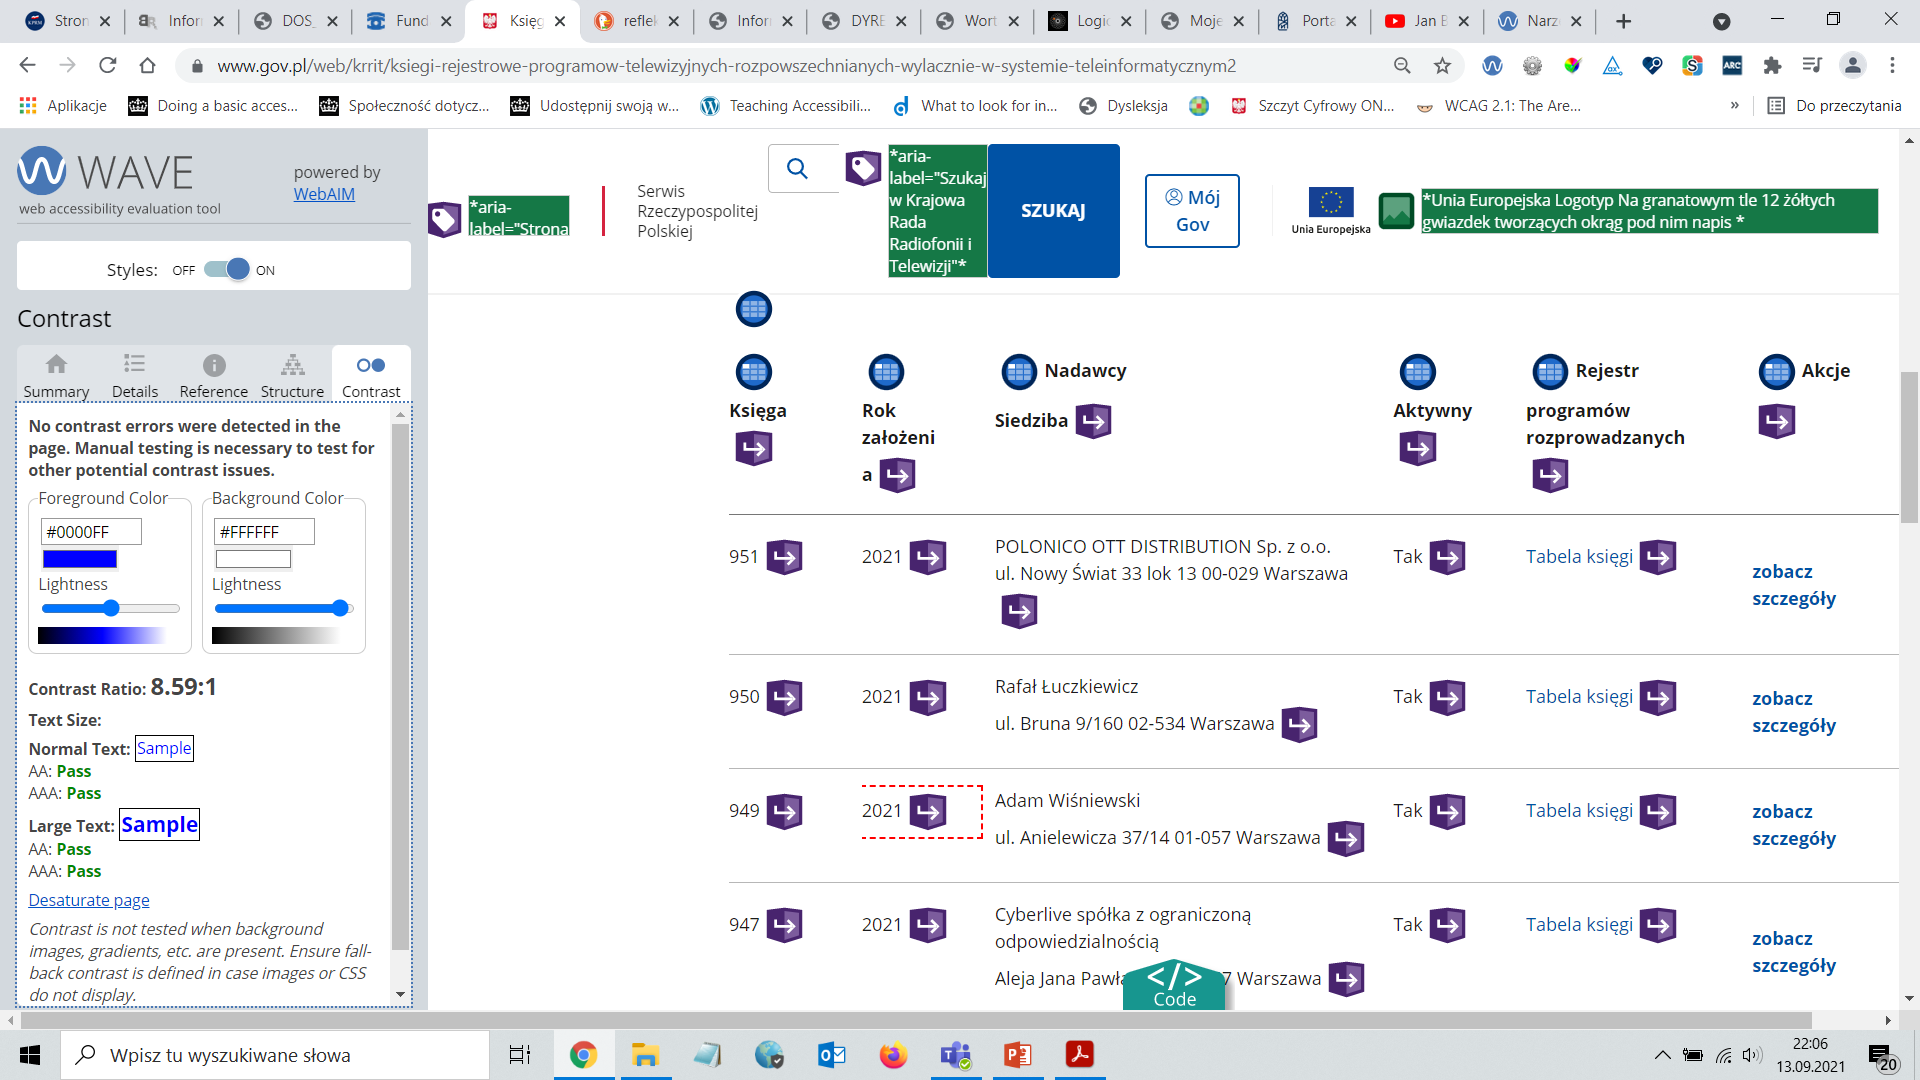 Stron
Infor
DOS_
Fund
Księg
reflek
Inforr
DYRE
Wort
Logic
Moje
Porta
Jan B
Narz
www.gov.pl/web/krrit/ksiegi-rejestrowe-programow-telewizyjnych-rozpowszechnianych-wylacznie-w-systemie-teleinformatycznym2
Aplikacje
Doing a basic acces...
Społeczność dotycz...
Udostępnij swoją w...
Teaching Accessibili...
What to look for in...
Dysleksja
Szczyt Cyfrowy ON...
WCAG 2.1: The Are...
»
Do przeczytania
WAVE
web accessibility evaluation tool
powered by
WebAIM
Styles: OFF ON
Contrast
Summary Details Reference Structure Contrast
No contrast errors were detected in the
page. Manual testing is necessary to test for
other potential contrast issues.
Foreground Color Background Color
#0000FF #FFFFFF
Lightness Lightness
Contrast Ratio: 8.59:1
Text Size:
Normal Text: Sample
AA: Pass
AAA: Pass
Large Text: Sample
AA: Pass
AAA: Pass
Desaturate page
Contrast is not tested when background
images, gradients, etc. are present. Ensure fall-
back contrast is defined in case images or CSS
do not display.
*aria-
label="Strona
Serwis
Rzeczypospolitej
Polskiej
*aria-
label="Szukaj
w Krajowa
Rada
Radiofonii i
Telewizji"*
SZUKAJ
Mój
Gov
Unia Europejska
*Unia Europejska Logotyp Na granatowym tle 12 żółtych
gwiazdek tworzących okrąg pod nim napis *
Księga
Rok
założeni
a
Nadawcy
Siedziba
Aktywny
Rejestr
programów
rozprowadzanych
Akcje
951 2021
POLONICO OTT DISTRIBUTION Sp. z o.o.
ul. Nowy Świat 33 lok 13 00-029 Warszawa
Tak Tabela księgi
zobacz
szczegóły
950 2021
Rafał Łuczkiewicz
ul. Bruna 9/160 02-534 Warszawa
Tak Tabela księgi
zobacz
szczegóły
949 2021
Adam Wiśniewski
ul. Anielewicza 37/14 01-057 Warszawa
Tak Tabela księgi
zobacz
szczegóły
947 2021
Cyberlive spółka z ograniczoną
odpowiedzialnością
Aleja Jana Pawła 7 Warszawa
Tak Tabela księgi
zobacz
szczegóły
</>
Code
Wpisz tu wyszukiwane słowa
22:06
13.09.2021
20